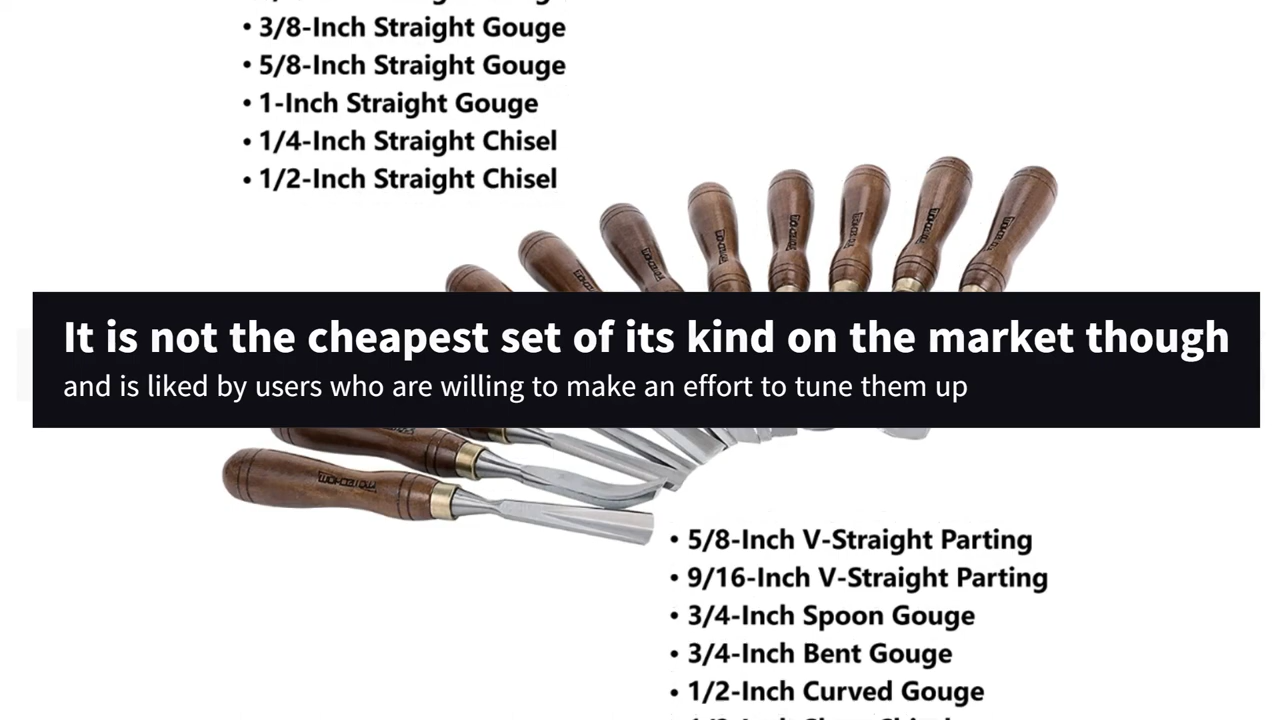 • 3/8-Inch Straight Gouge
• 5/8-Inch Straight Gouge
• 1-Inch Straight Gouge
• 1/4-Inch Straight Chisel
• 1/2-Inch Straight Chisel
It is not the cheapest set of its kind on the market though
and is liked by users who are willing to make an effort to tune them up
• 5/8-Inch V-Straight Parting
• 9/16-Inch V-Straight Parting
• 3/4-Inch Spoon Gouge
• 3/4-Inch Bent Gouge
• 1/2-Inch Curved Gouge